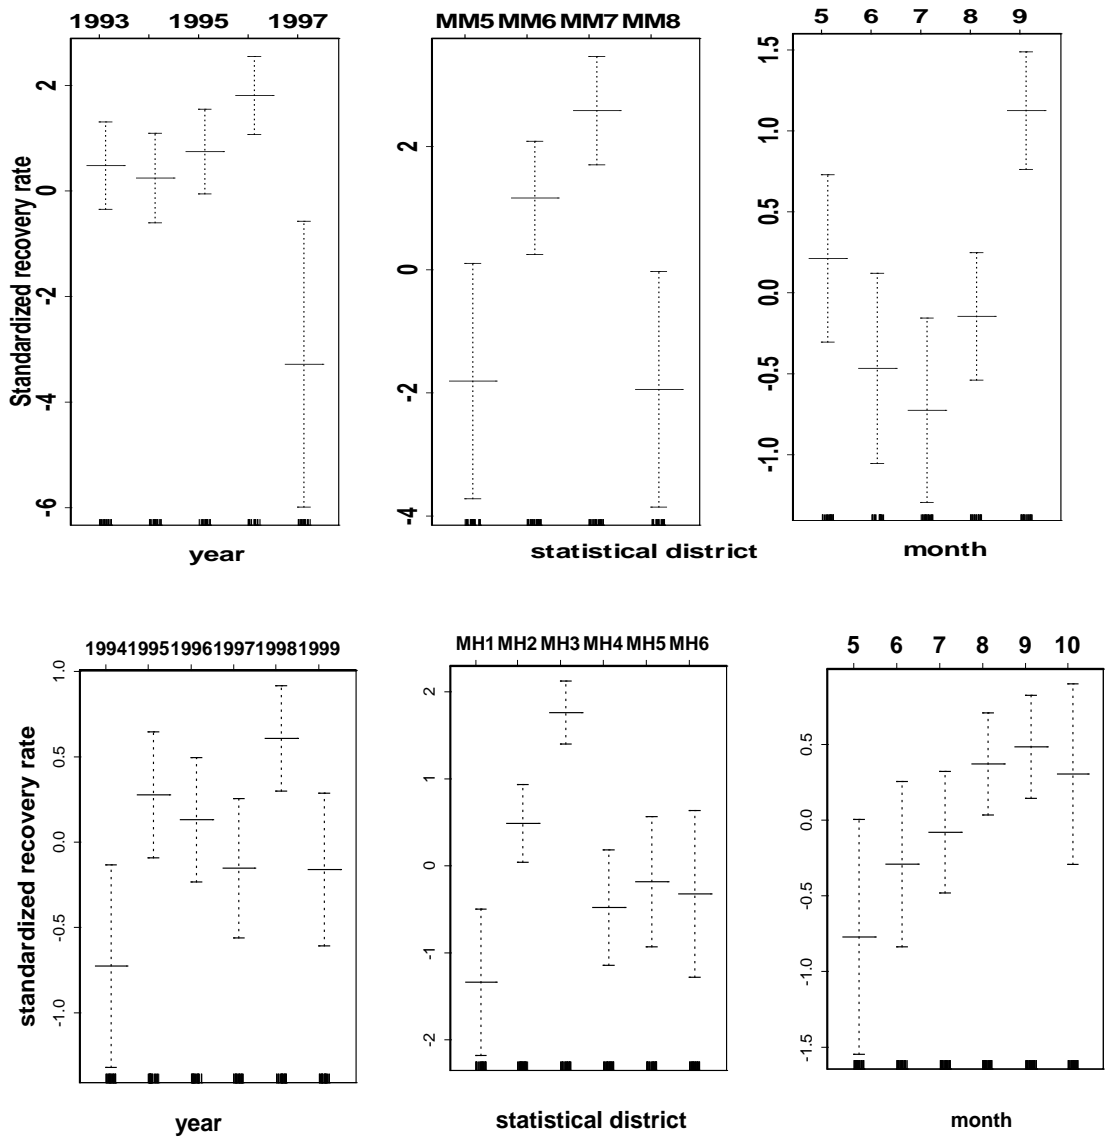 1993 1995 1997
Standardized recovery rate
2
0
-2
-4
-6
year
MM5 MM6 MM7 MM8
2
0
-2
-4
statistical district
5 6 7 8 9
1.5
1.0
0.5
0.0
-0.5
-1.0
month
1994 1995 1996 1997 1998 1999
standardized recovery rate
1.0
0.5
0.0
-0.5
-1.0
year
MH1 MH2 MH3 MH4 MH5 MH6
2
1
0
-1
-2
statistical district
5 6 7 8 9 10
0.5
0.0
-0.5
-1.0
-1.5
month